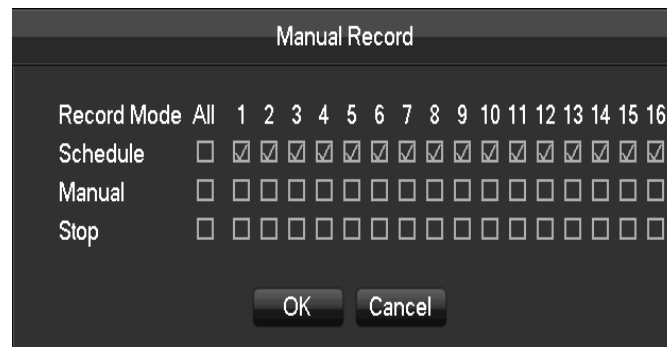 Manual Record
Record Mode All 1 2 3 4 5 6 7 8 9 10 11 12 13 14 15 16
Schedule
Manual
Stop
OK Cancel